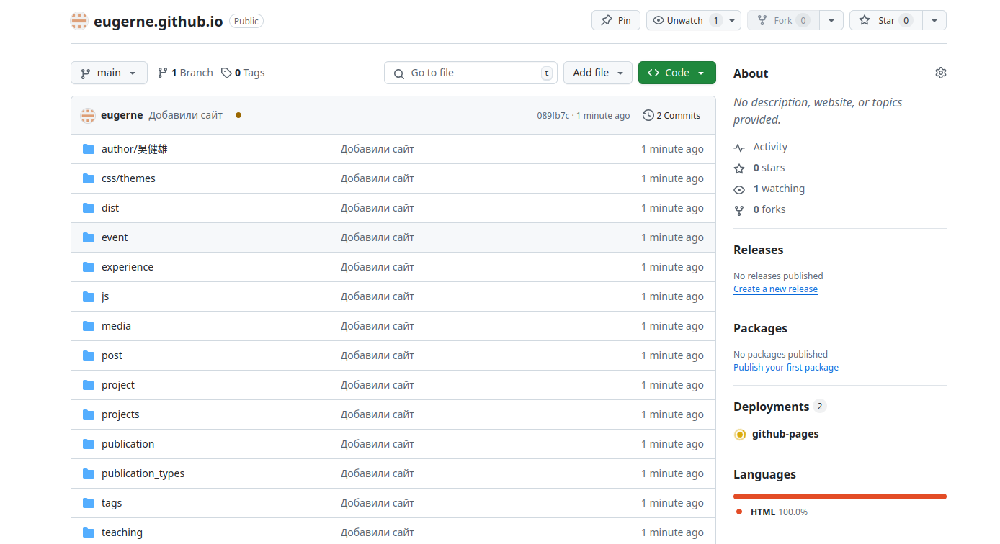 eugerne.github.io Public Pin Unwatch 1 Fork 0 Star 0
main 1 Branch 0 Tags Go to file t Add file Code
eugerne Добавили сайт 089fb7c · 1 minute ago 2 Commits
author/吳健雄 Добавили сайт 1 minute ago
css/themes Добавили сайт 1 minute ago
dist Добавили сайт 1 minute ago
event Добавили сайт 1 minute ago
experience Добавили сайт 1 minute ago
js Добавили сайт 1 minute ago
media Добавили сайт 1 minute ago
post Добавили сайт 1 minute ago
project Добавили сайт 1 minute ago
projects Добавили сайт 1 minute ago
publication Добавили сайт 1 minute ago
publication_types Добавили сайт 1 minute ago
tags Добавили сайт 1 minute ago
teaching Добавили сайт 1 minute ago
About
No description, website, or topics
provided.
Activity
0 stars
1 watching
0 forks
Releases
No releases published
Create a new release
Packages
No packages published
Publish your first package
Deployments 2
github-pages
Languages
HTML 100.0%